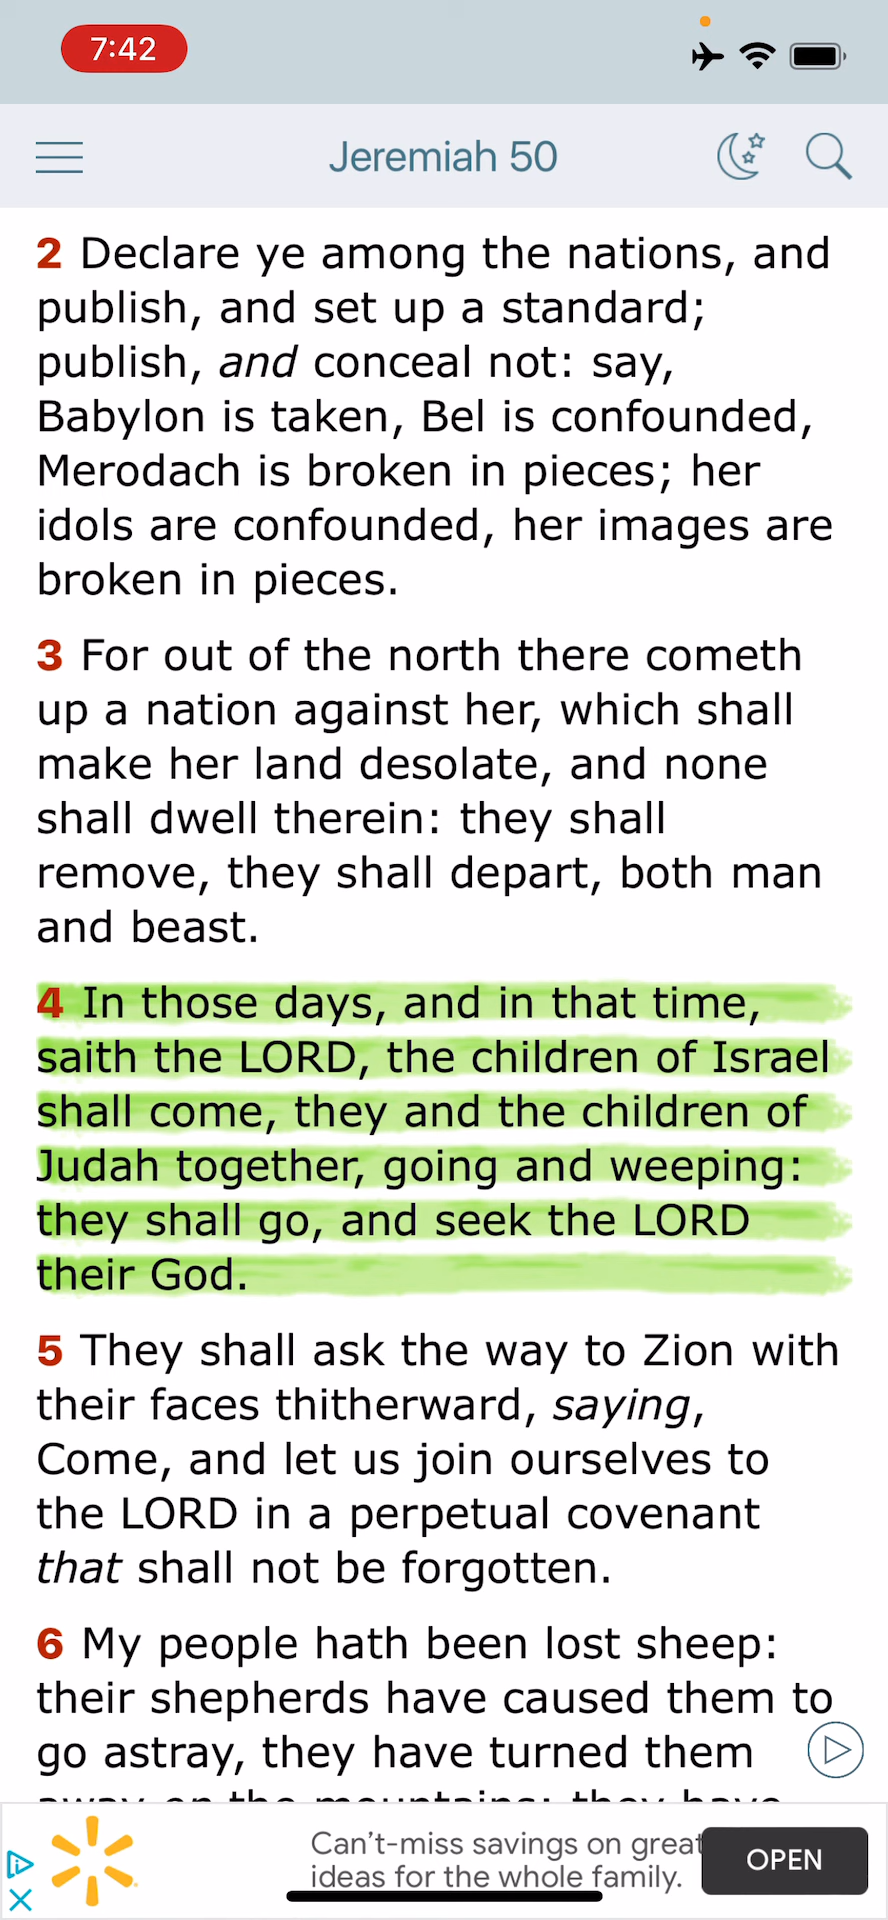 7:42
Jeremiah 50
2 Declare ye among the nations, and
publish, and set up a standard;
publish, and conceal not: say,
Babylon is taken, Bel is confounded,
Merodach is broken in pieces; her
idols are confounded, her images are
broken in pieces.
3 For out of the north there cometh
up a nation against her, which shall
make her land desolate, and none
shall dwell therein: they shall
remove, they shall depart, both man
and beast.
4 In those days, and in that time,
saith the LORD, the children of Israel
shall come, they and the children of
Judah together, going and weeping:
they shall go, and seek the LORD
their God.
5 They shall ask the way to Zion with
their faces thitherward, saying,
Come, and let us join ourselves to
the LORD in a perpetual covenant
that shall not be forgotten.
6 My people hath been lost sheep:
their shepherds have caused them to
go astray, they have turned them
away on the mountains: they have
Can't-miss savings on great
ideas for the whole family.
OPEN